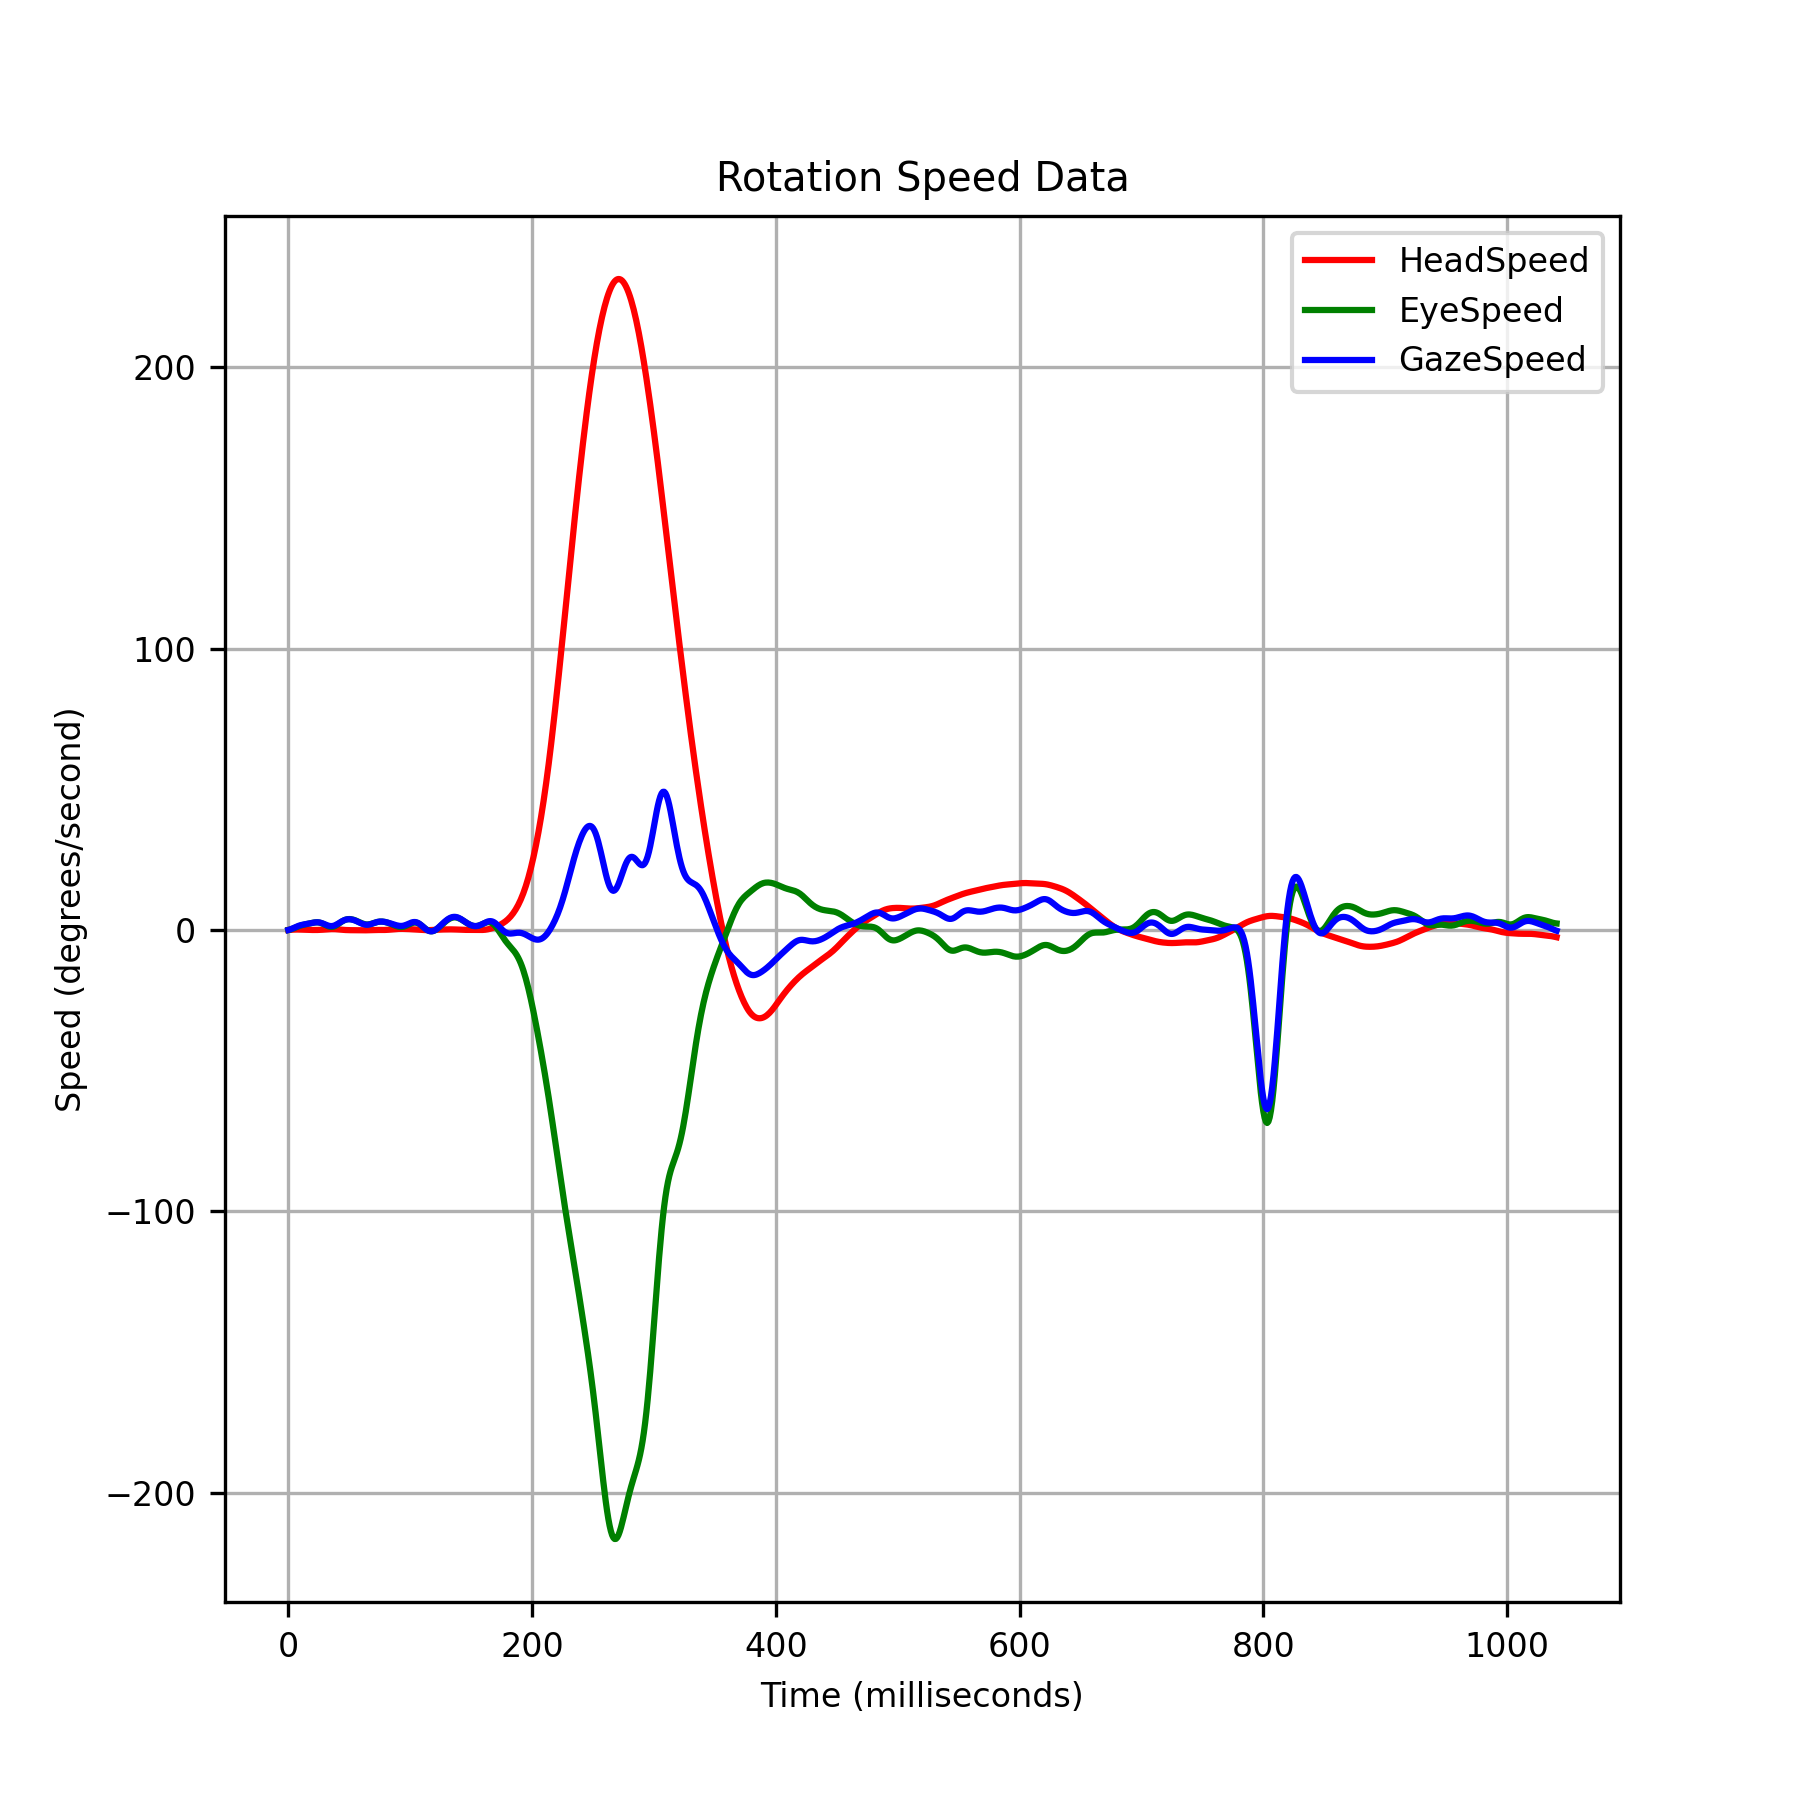 Rotation Speed Data
HeadSpeed
EyeSpeed
GazeSpeed
200
100
0
−100
−200
Speed (degrees/second)
0 200 400 600 800 1000
Time (milliseconds)